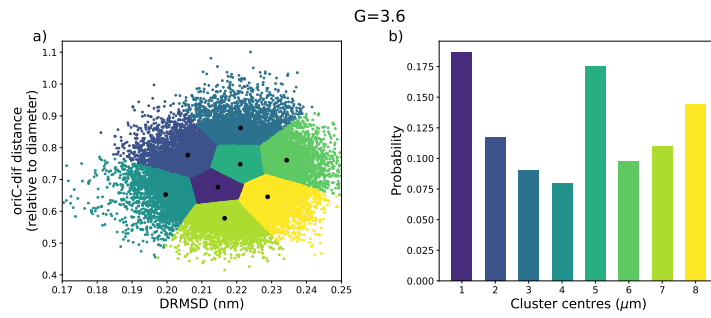 G=3.6
a)
b)
oriC-dif distance
(relative to diameter)
1.1
1.0
0.9
0.8
0.7
0.6
0.5
0.4
0.17 0.18 0.19 0.20 0.21 0.22 0.23 0.24 0.25
DRMSD (nm)
Probability
0.175
0.150
0.125
0.100
0.075
0.050
0.025
0.000
1 2 3 4 5 6 7 8
Cluster centres (μm)